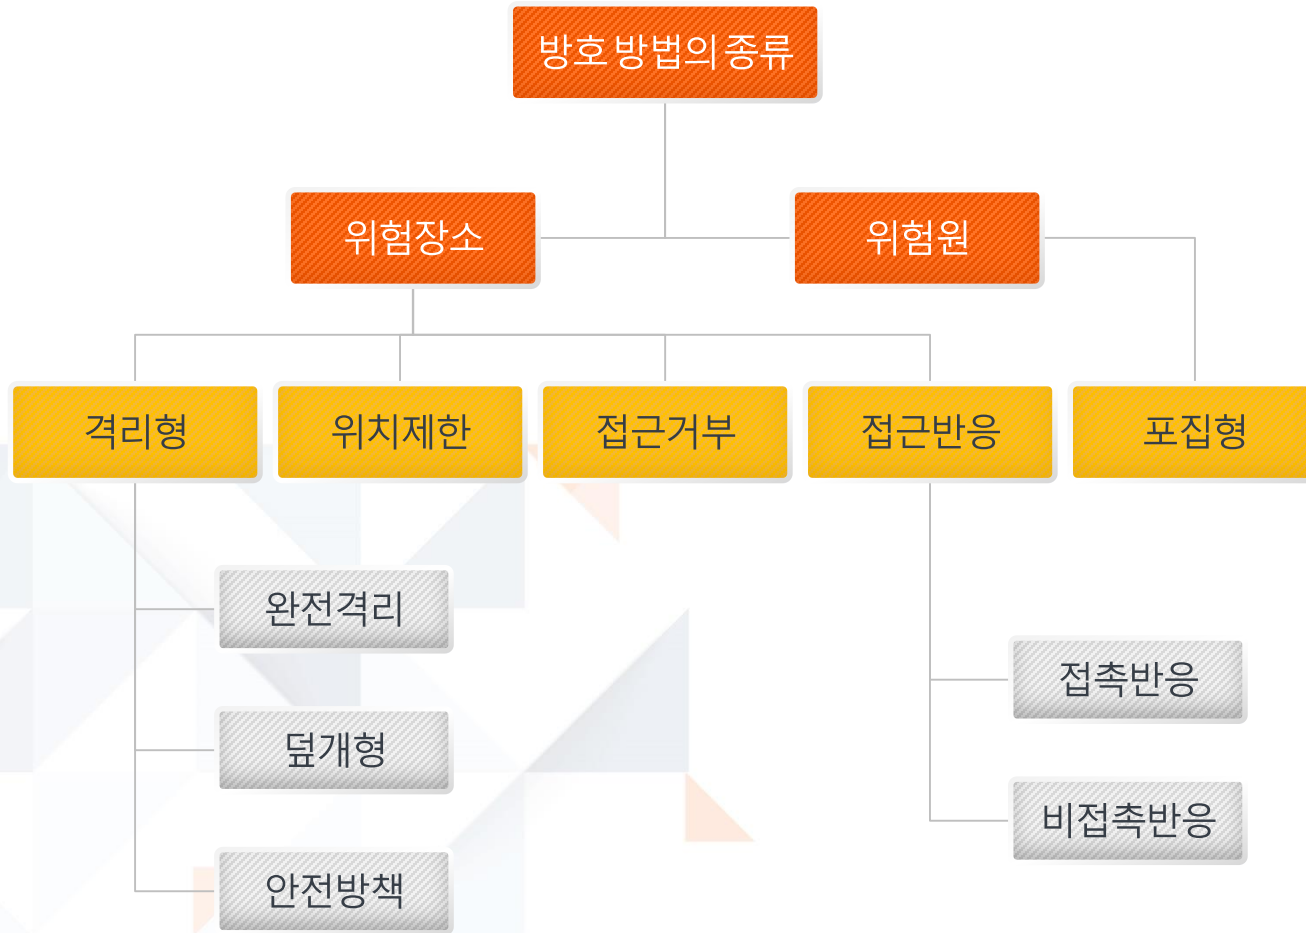 방호 방법의 종류
위험장소
위험원
격리형
위치제한
접근거부
접근반응
포집형
완전격리
덮개형
안전방책
접촉반응
비접촉반응